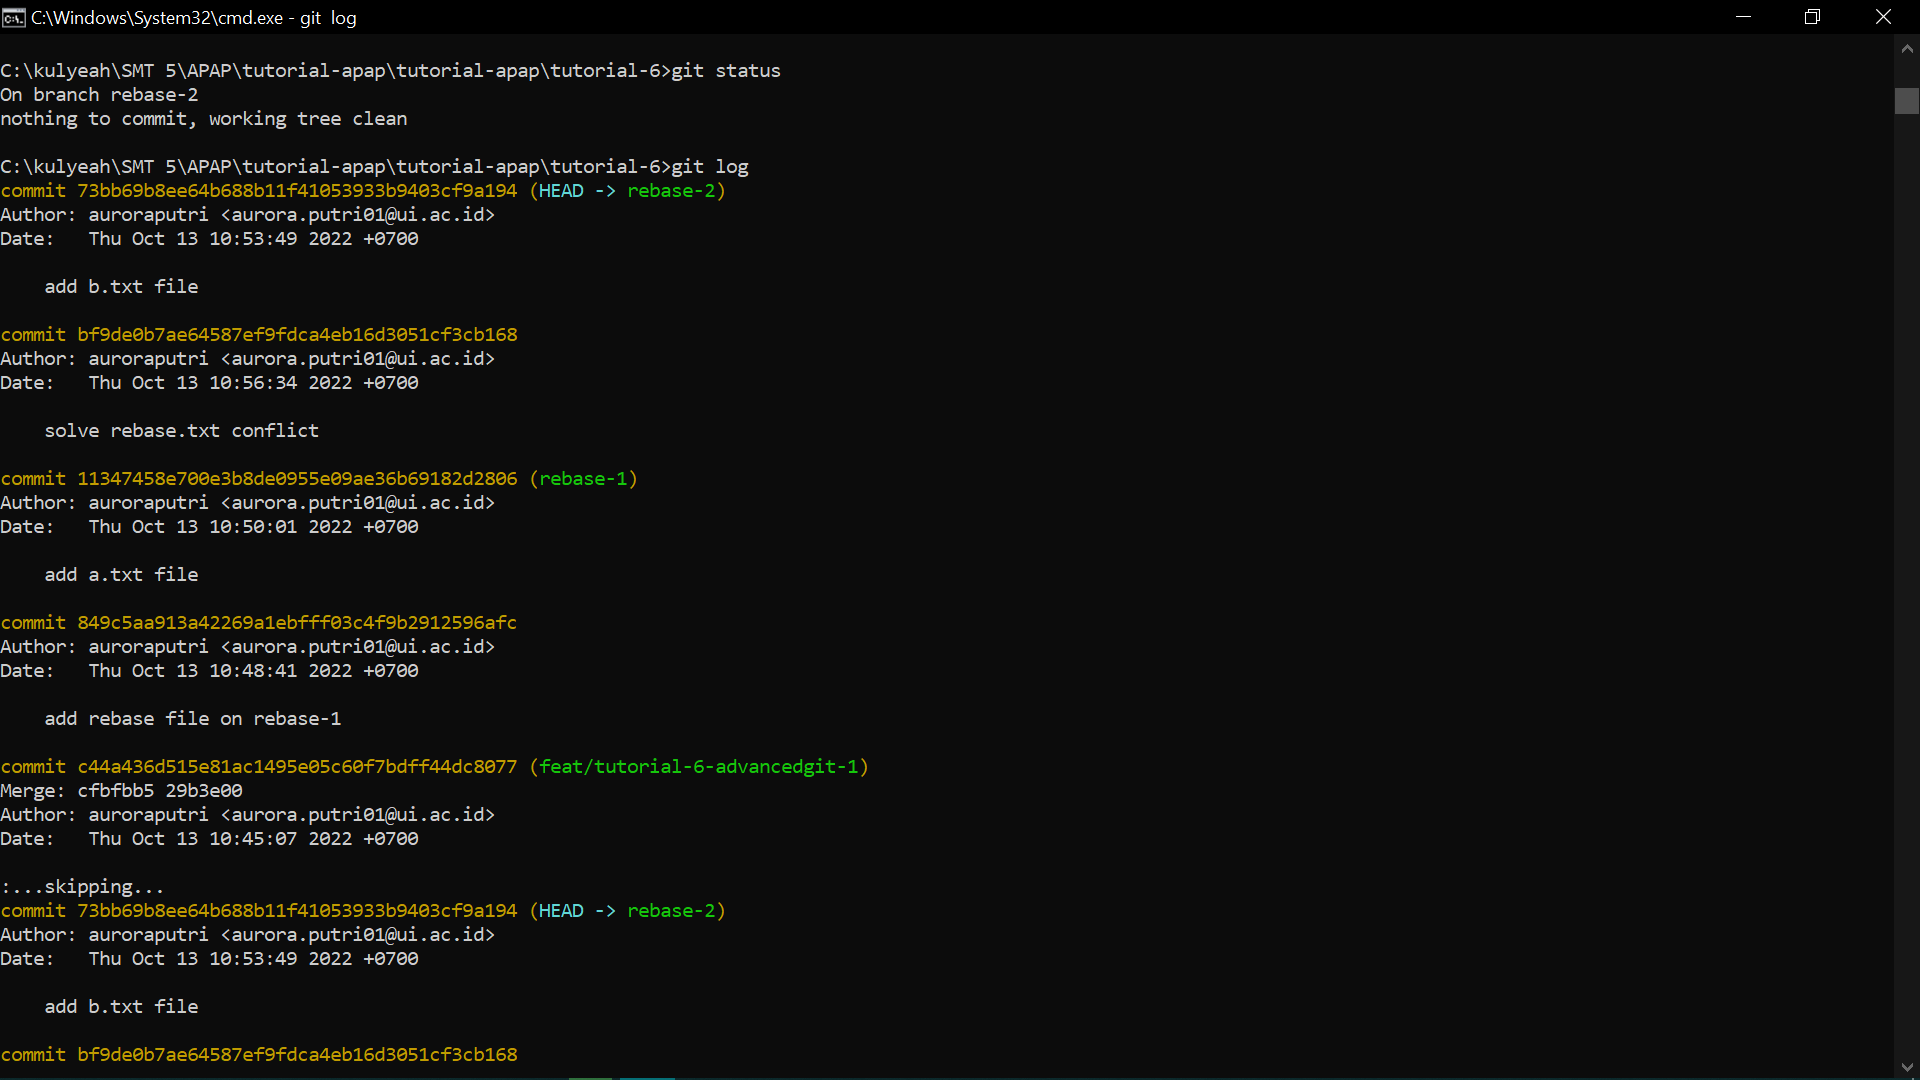 C:\Windows\System32\cmd.exe - git  log
C:\kulyeah\SMT 5\APAP\tutorial-apap\tutorial-apap\tutorial-6>git status
On branch rebase-2
nothing to commit, working tree clean
C:\kulyeah\SMT 5\APAP\tutorial-apap\tutorial-apap\tutorial-6>git log
commit 73bb69b8ee64b688b11f41053933b9403cf9a194 (HEAD -> rebase-2)
Author: auroraputri <aurora.putri01@ui.ac.id>
Date:   Thu Oct 13 10:53:49 2022 +0700
    add b.txt file
commit bf9de0b7ae64587ef9fdca4eb16d3051cf3cb168
Author: auroraputri <aurora.putri01@ui.ac.id>
Date:   Thu Oct 13 10:56:34 2022 +0700
    solve rebase.txt conflict
commit 11347458e700e3b8de0955e09ae36b69182d2806 (rebase-1)
Author: auroraputri <aurora.putri01@ui.ac.id>
Date:   Thu Oct 13 10:50:01 2022 +0700
    add a.txt file
commit 849c5aa913a42269a1ebfff03c4f9b2912596afc
Author: auroraputri <aurora.putri01@ui.ac.id>
Date:   Thu Oct 13 10:48:41 2022 +0700
    add rebase file on rebase-1
commit c44a436d515e81ac1495e05c60f7bdff44dc8077 (feat/tutorial-6-advancedgit-1)
Merge: cfbfbb5 29b3e00
Author: auroraputri <aurora.putri01@ui.ac.id>
Date:   Thu Oct 13 10:45:07 2022 +0700
:...skipping...
commit 73bb69b8ee64b688b11f41053933b9403cf9a194 (HEAD -> rebase-2)
Author: auroraputri <aurora.putri01@ui.ac.id>
Date:   Thu Oct 13 10:53:49 2022 +0700
    add b.txt file
commit bf9de0b7ae64587ef9fdca4eb16d3051cf3cb168